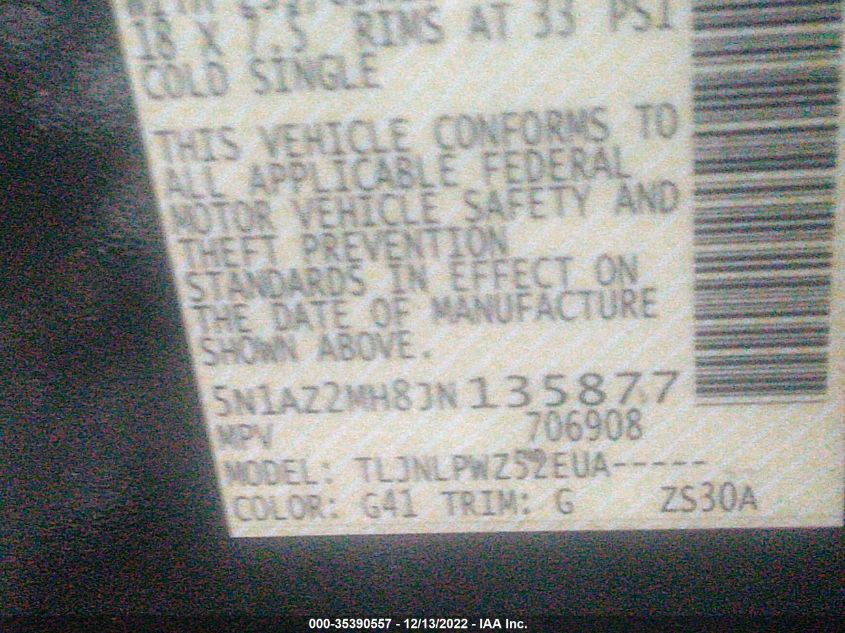 18 X 7.5 RIMS AT 33 PSI
COLD SINGLE
THIS VEHICLE CONFORMS TO
ALL APPLICABLE FEDERAL
MOTOR VEHICLE SAFETY AND
THEFT PREVENTION
STANDARDS IN EFFECT ON
THE DATE OF MANUFACTURE
SHOWN ABOVE.
5N1AZ2MH8JN135877
MPV 706908
MODEL: TLJNLPWZ52EUA-----
COLOR: G41 TRIM: G ZS30A
000-35390557 - 12/13/2022 - IAA Inc.